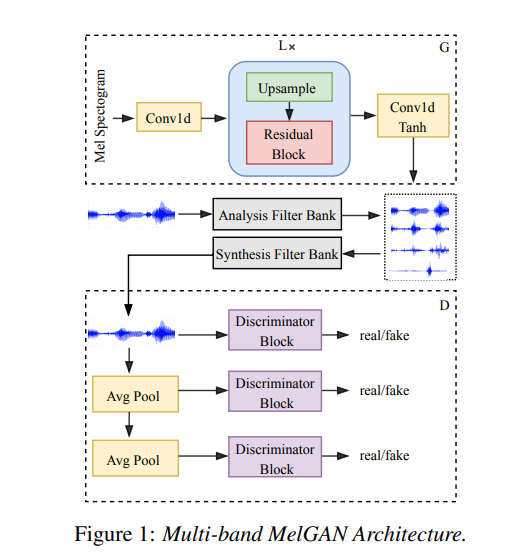 L×
G
Mel Spectogram
Conv1d
Upsample
Residual
Block
Conv1d
Tanh
Analysis Filter Bank
Synthesis Filter Bank
D
Discriminator
Block
real/fake
Avg Pool
Discriminator
Block
real/fake
Avg Pool
Discriminator
Block
real/fake
Figure 1: Multi-band MelGAN Architecture.